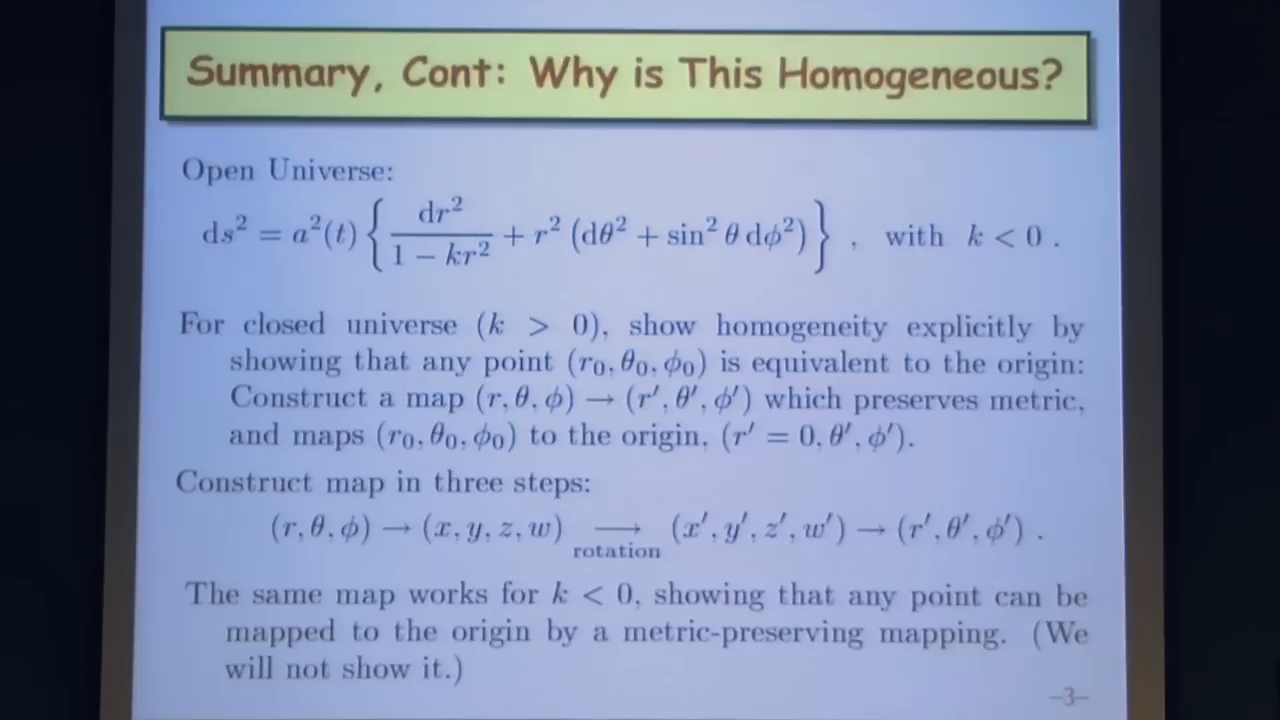 Summary, Cont: Why is This Homogeneous?
Open Universe:
ds² = a²(t) { dr² / (1 − kr²) + r² (dθ² + sin² θ dϕ²) } , with k < 0 .
For closed universe (k > 0), show homogeneity explicitly by
showing that any point (r₀, θ₀, ϕ₀) is equivalent to the origin:
Construct a map (r, θ, ϕ) → (r′, θ′, ϕ′) which preserves metric,
and maps (r₀, θ₀, ϕ₀) to the origin, (r′ = 0, θ′, ϕ′).
Construct map in three steps:
(r, θ, ϕ) → (x, y, z, w) ⟶ (x′, y′, z′, w′) → (r′, θ′, ϕ′) .
rotation
The same map works for k < 0, showing that any point can be
mapped to the origin by a metric-preserving mapping. (We
will not show it.)
–3–